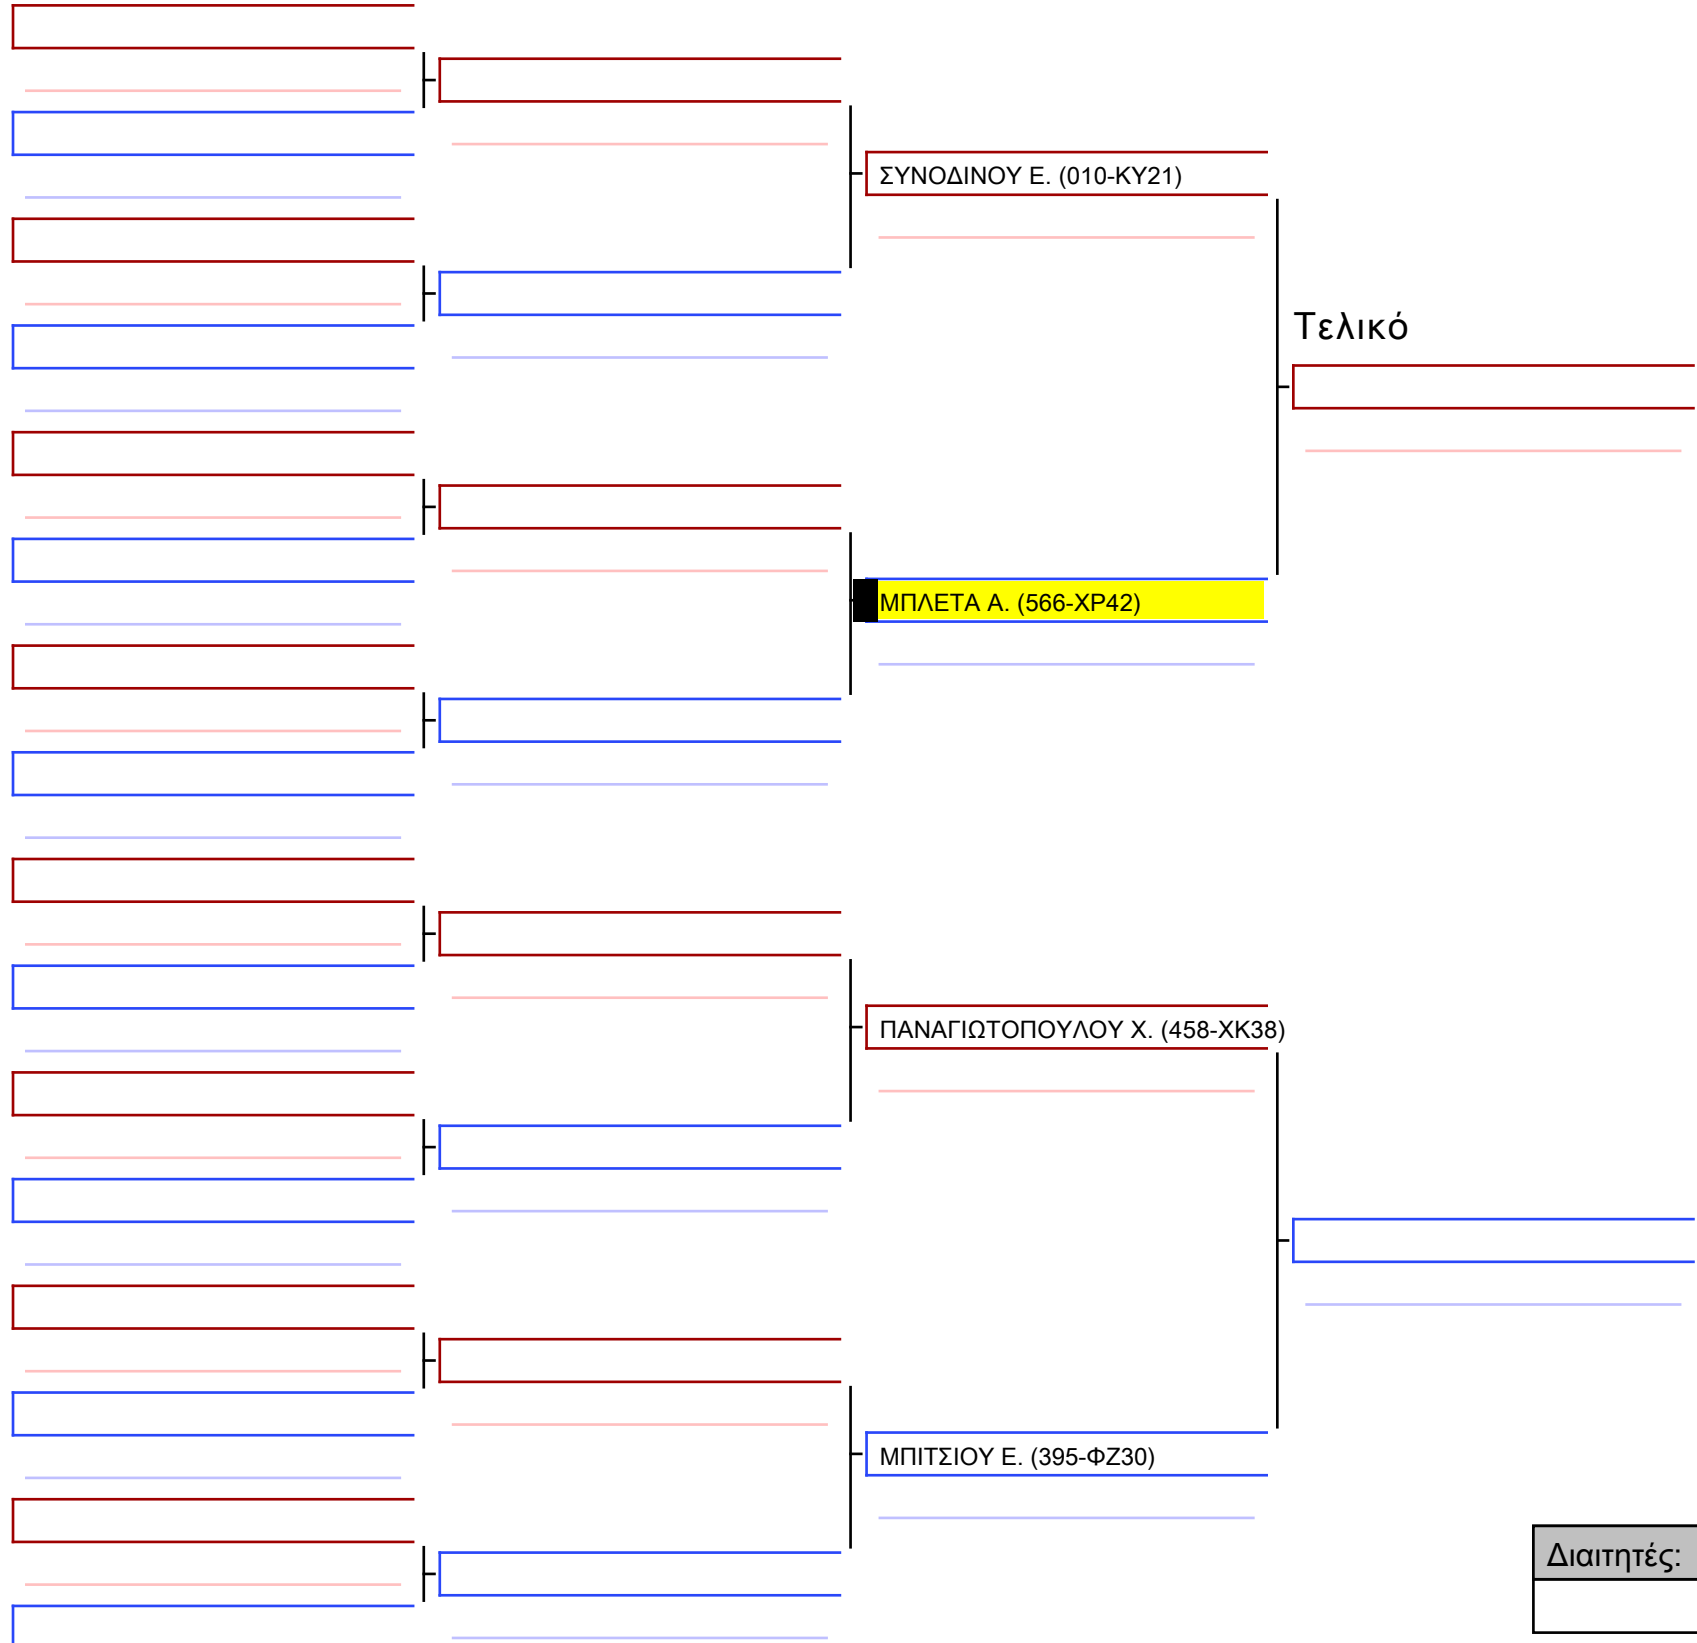 ΣΥΝΟΔΙΝΟΥ Ε. (010-ΚΥ21)
Τελικό
ΜΠΛΕΤΑ Α. (566-ΧΡ42)
ΠΑΝΑΓΙΩΤΟΠΟΥΛΟΥ Χ. (458-ΧΚ38)
ΜΠΙΤΣΙΟΥ Ε. (395-ΦΖ30)
Διαιτητές: